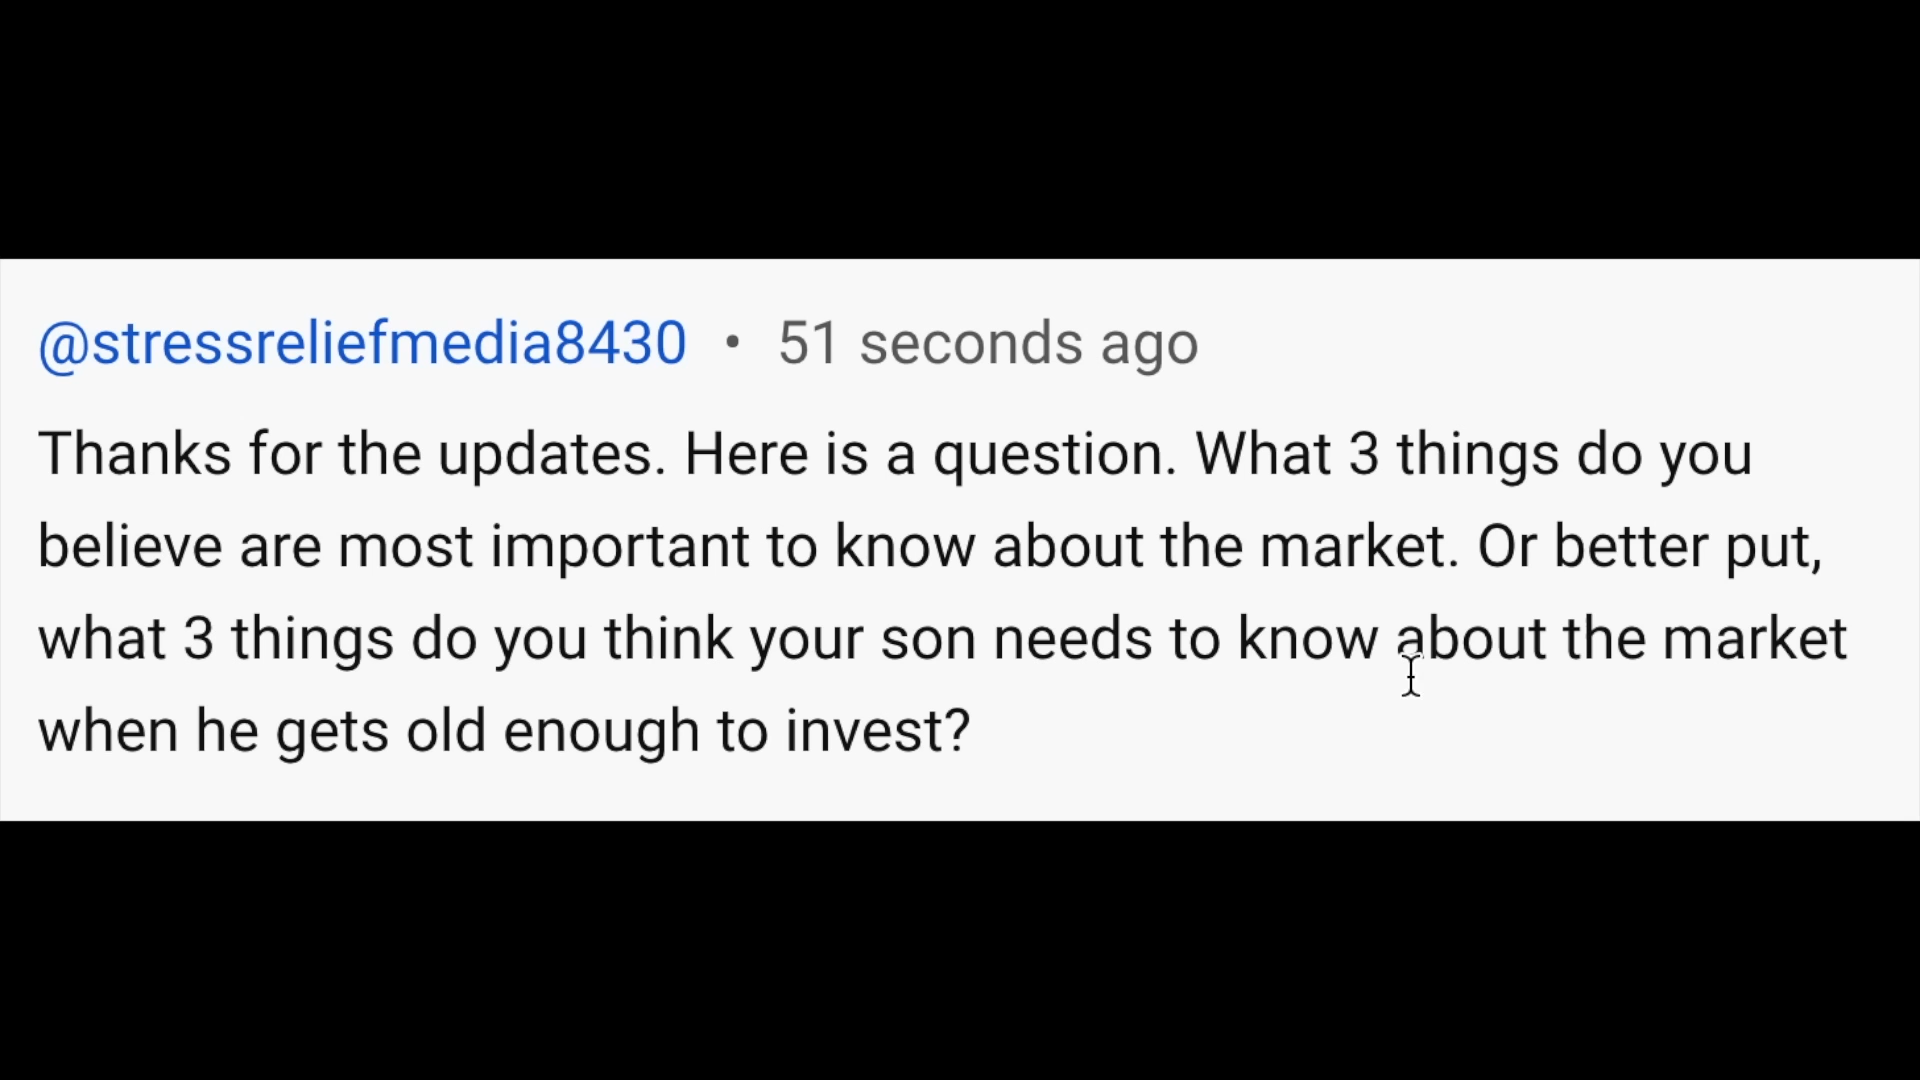 @stressreliefmedia8430 • 51 seconds ago
Thanks for the updates. Here is a question. What 3 things do you
believe are most important to know about the market. Or better put,
what 3 things do you think your son needs to know about the market
when he gets old enough to invest?